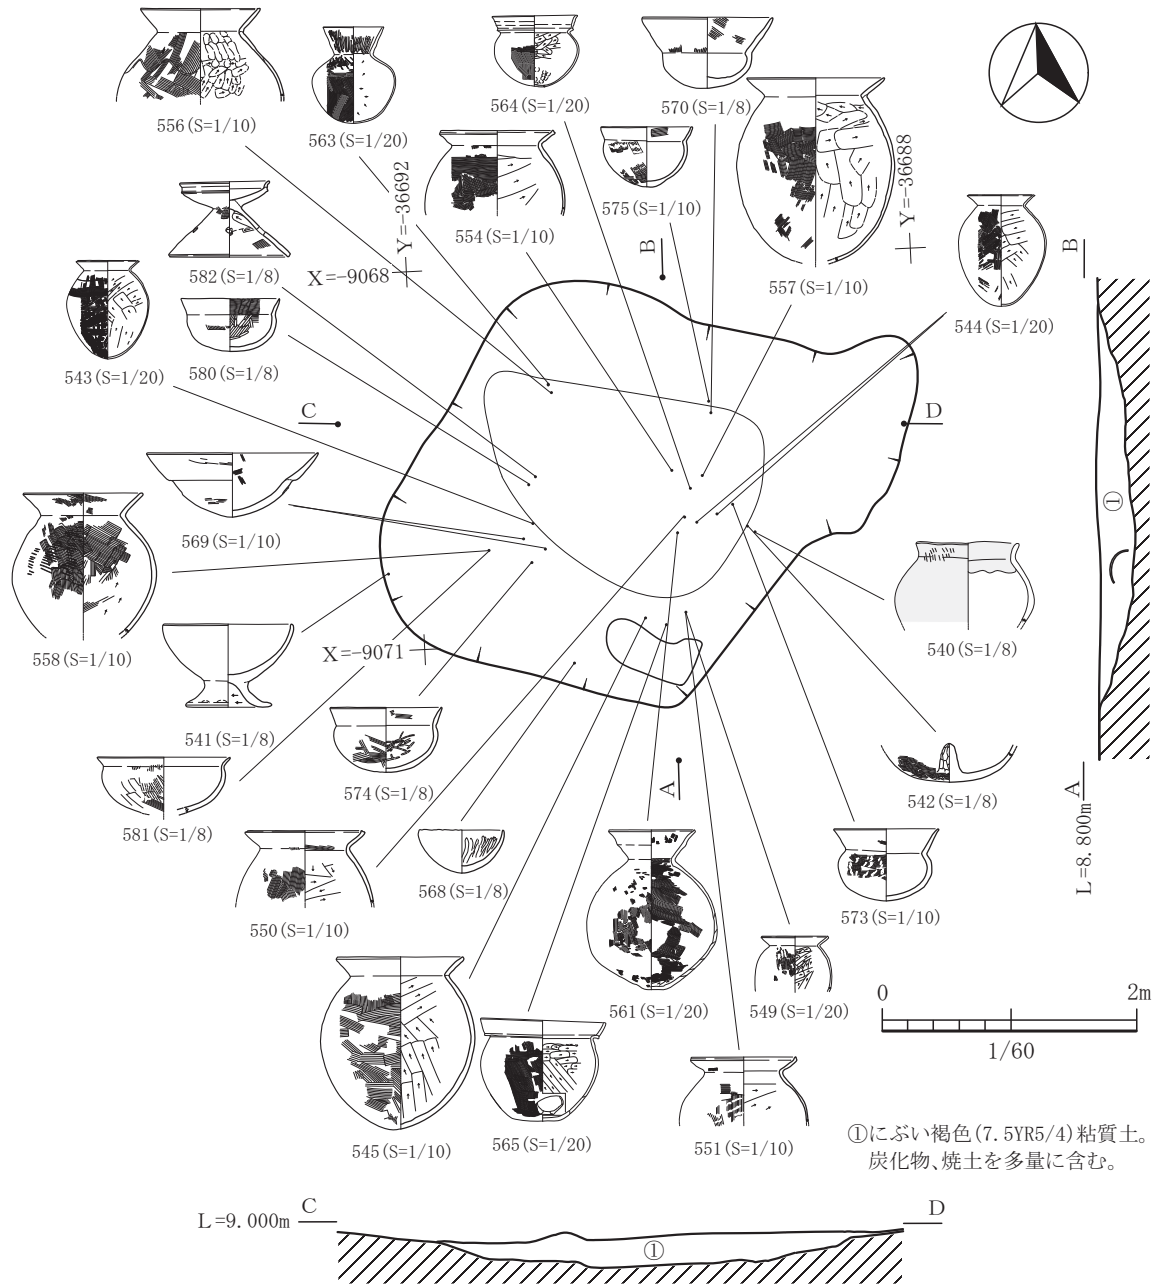 556(S=1/10)
563(S=1/20)
564(S=1/20)
570(S=1/8)
554(S=1/10)
575(S=1/10)
557(S=1/10)
544(S=1/20)
Y=-36692
Y=-36688
X=-9068
582(S=1/8)
543(S=1/20)
580(S=1/8)
B
B
C
D
569(S=1/10)
①
558(S=1/10)
540(S=1/8)
X=-9071
541(S=1/8)
574(S=1/8)
581(S=1/8)
542(S=1/8)
A
A
L=8.800m
568(S=1/8)
550(S=1/10)
573(S=1/10)
561(S=1/20)
549(S=1/20)
0
2m
1/60
545(S=1/10)
565(S=1/20)
551(S=1/10)
①にぶい褐色(7.5YR5/4)粘質土。
炭化物、焼土を多量に含む。
L=9.000m
C
D
①